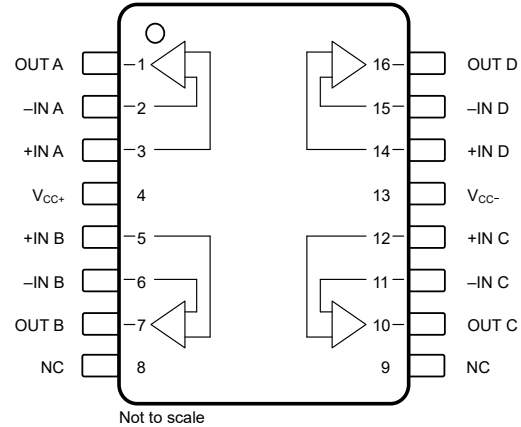 OUT A 1 16 OUT D
–IN A 2 15 –IN D
+IN A 3 14 +IN D
VCC+ 4 13 VCC–
+IN B 5 12 +IN C
–IN B 6 11 –IN C
OUT B 7 10 OUT C
NC 8 9 NC
Not to scale